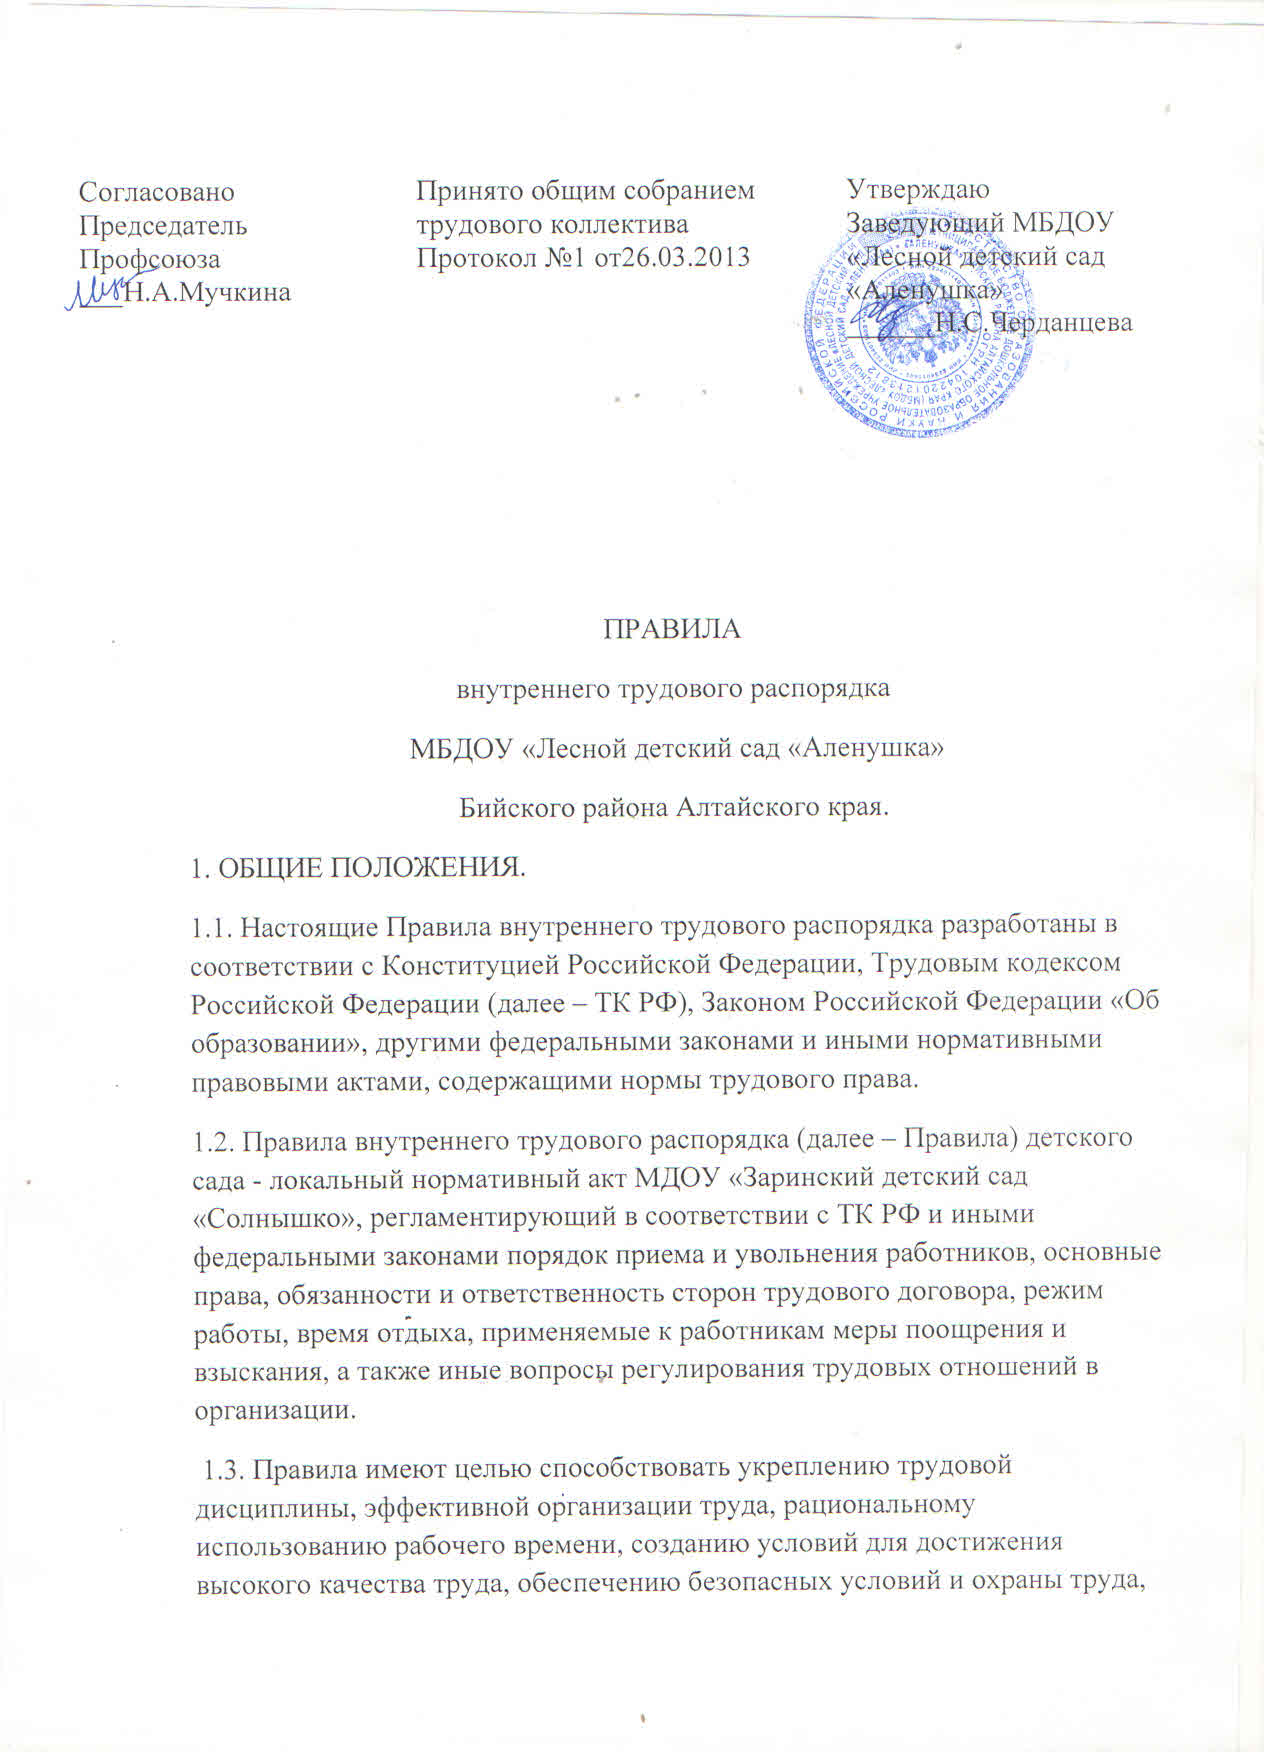 Согласовано
Председатель
Профсоюза
Н.А.Мучкина
Принято общим собранием
трудового коллектива
Протокол №1 от26.03.2013
Утверждаю
Заведующий МБДОУ
«Лесной детский сад
«Аленушка»
Н.С.Черданцева
ПРАВИЛА
внутреннего трудового распорядка
МБДОУ «Лесной детский сад «Аленушка»
Бийского района Алтайского края.
1. ОБЩИЕ ПОЛОЖЕНИЯ.
1.1. Настоящие Правила внутреннего трудового распорядка разработаны в
соответствии с Конституцией Российской Федерации, Трудовым кодексом
Российской Федерации (далее – ТК РФ), Законом Российской Федерации «Об
образовании», другими федеральными законами и иными нормативными
правовыми актами, содержащими нормы трудового права.
1.2. Правила внутреннего трудового распорядка (далее – Правила) детского
сада - локальный нормативный акт МДОУ «Заринский детский сад
«Солнышко», регламентирующий в соответствии с ТК РФ и иными
федеральными законами порядок приема и увольнения работников, основные
права, обязанности и ответственность сторон трудового договора, режим
работы, время отдыха, применяемые к работникам меры поощрения и
взыскания, а также иные вопросы регулирования трудовых отношений в
организации.
1.3. Правила имеют целью способствовать укреплению трудовой
дисциплины, эффективной организации труда, рациональному
использованию рабочего времени, созданию условий для достижения
высокого качества труда, обеспечению безопасных условий и охраны труда,